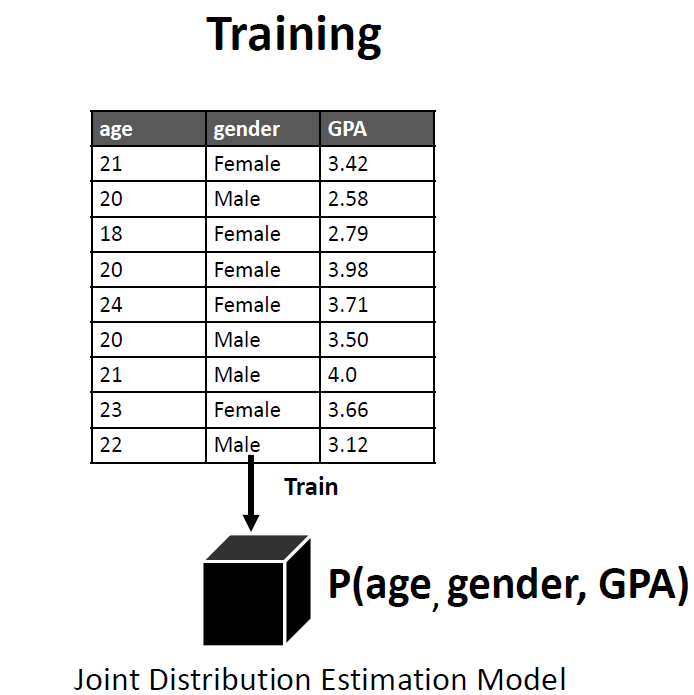 Training
age gender GPA
21 Female 3.42
20 Male 2.58
18 Female 2.79
20 Female 3.98
24 Female 3.71
20 Male 3.50
21 Male 4.0
23 Female 3.66
22 Male 3.12
Train
P(age, gender, GPA)
Joint Distribution Estimation Model